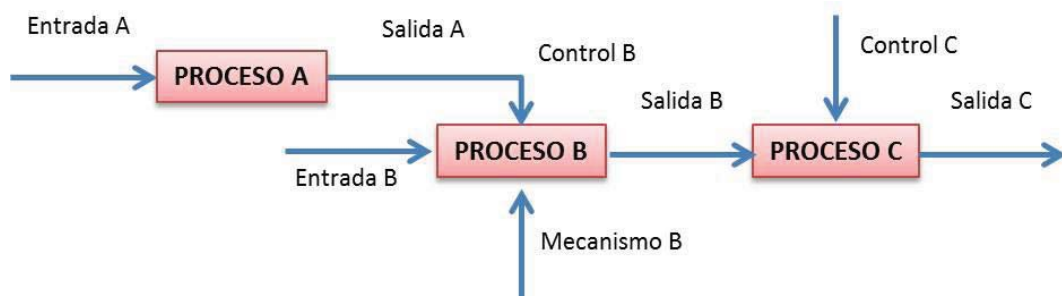 Entrada A
Salida A
PROCESO A
Control B
Control C
Salida B
Salida C
PROCESO B
PROCESO C
Entrada B
Mecanismo B